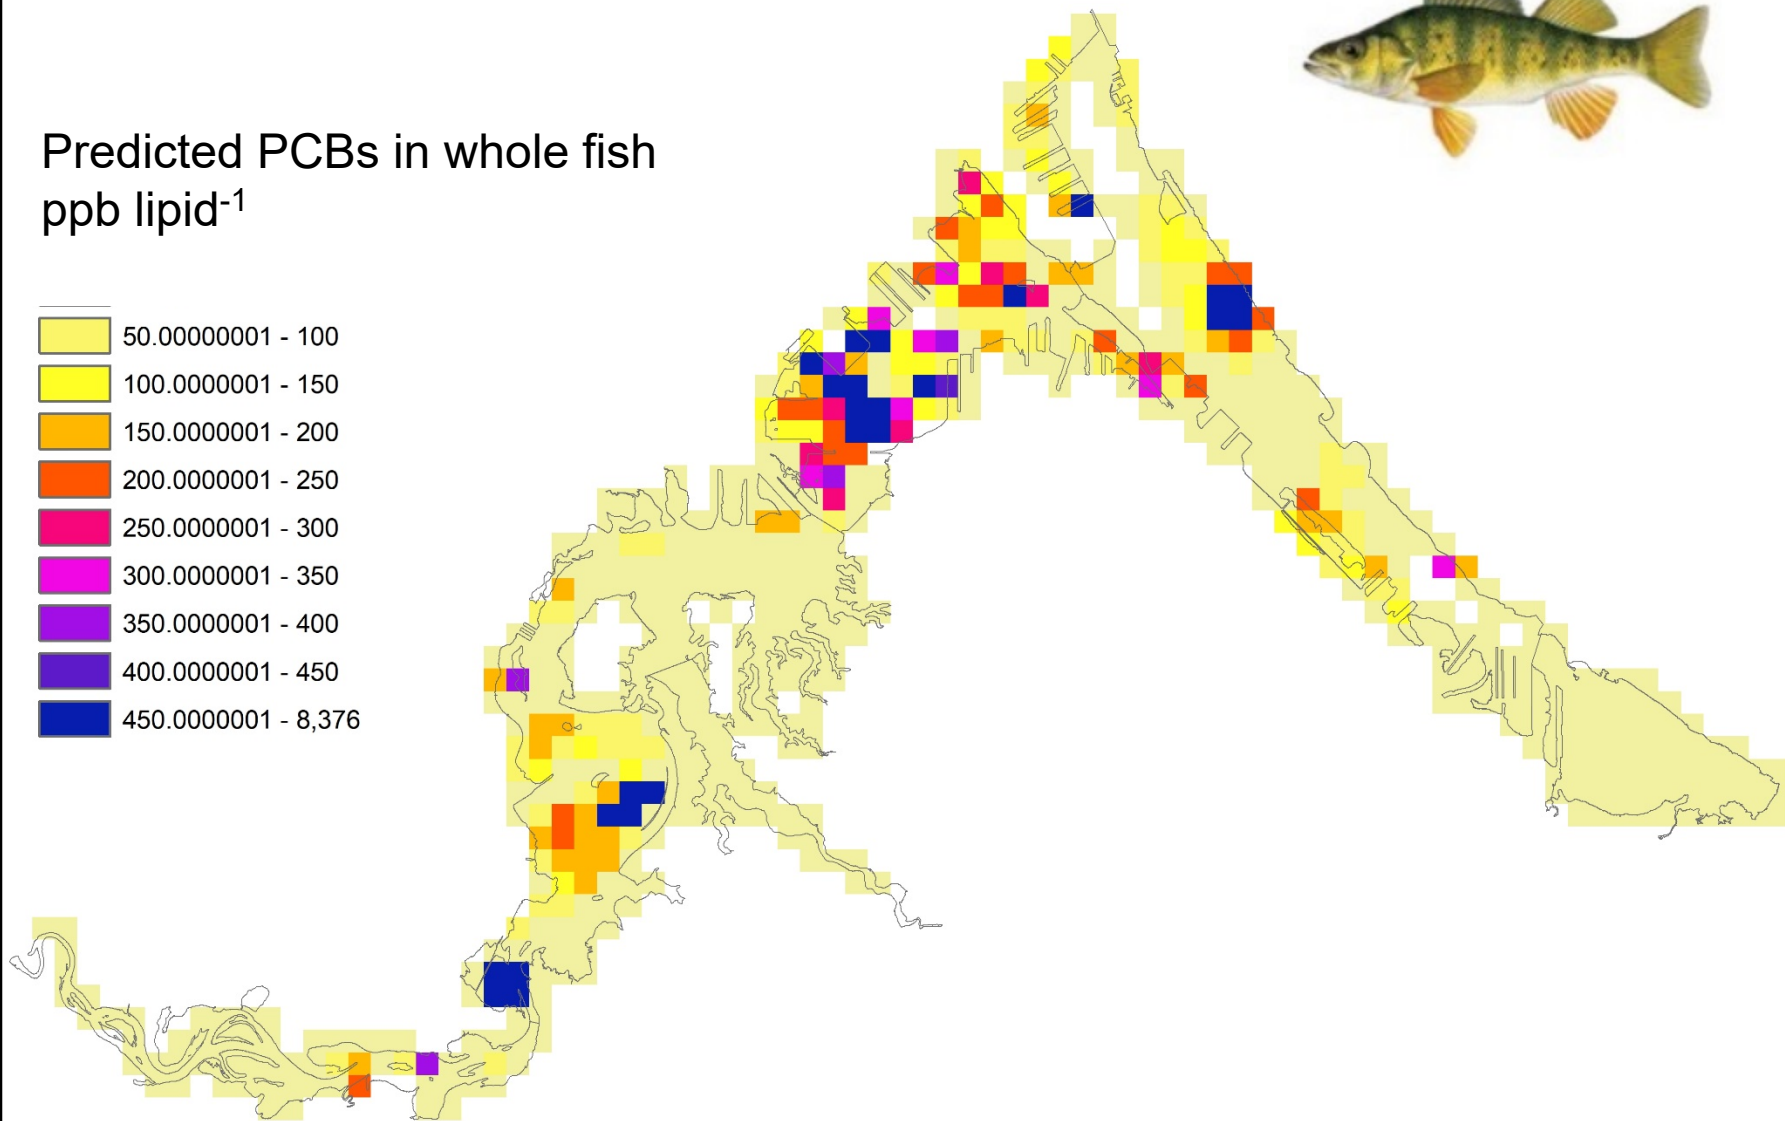 Predicted PCBs in whole fish
ppb lipid-1
50.00000001 - 100
100.0000001 - 150
150.0000001 - 200
200.0000001 - 250
250.0000001 - 300
300.0000001 - 350
350.0000001 - 400
400.0000001 - 450
450.0000001 - 8,376